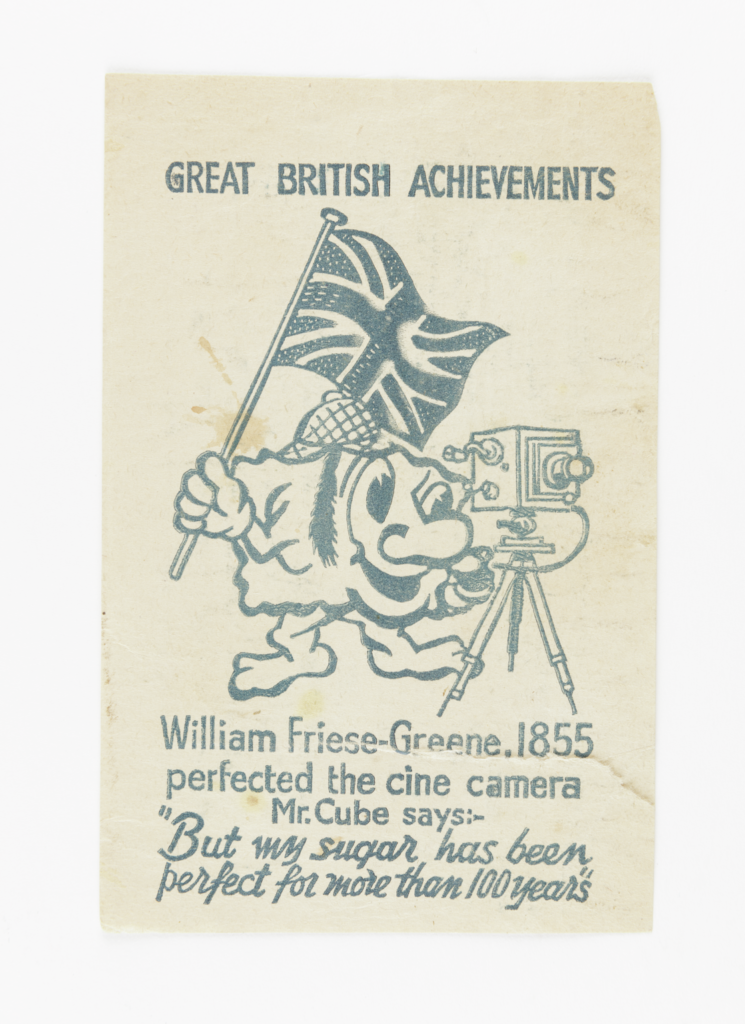 GREAT BRITISH ACHIEVEMENTS
William Friese-Greene.1855
perfected the cine camera
Mr.Cube says:-
"But my sugar has been
perfect for more than 100 years"